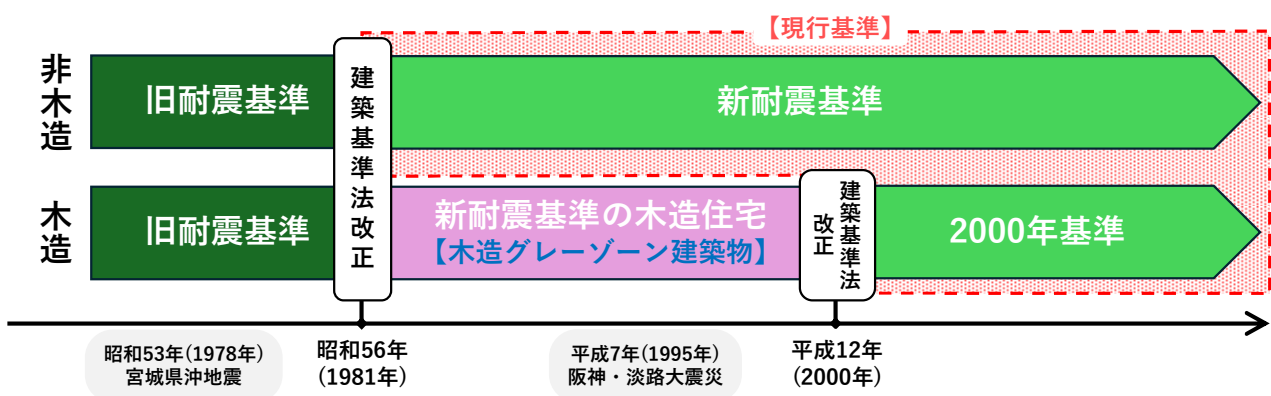 【現行基準】
非木造
旧耐震基準
建築基準法改正
新耐震基準
木造
旧耐震基準
新耐震基準の木造住宅
【木造グレーゾーン建築物】
建築基準法
改正
2000年基準
昭和53年(1978年)
宮城県沖地震
昭和56年
(1981年)
平成7年(1995年)
阪神・淡路大震災
平成12年
(2000年)